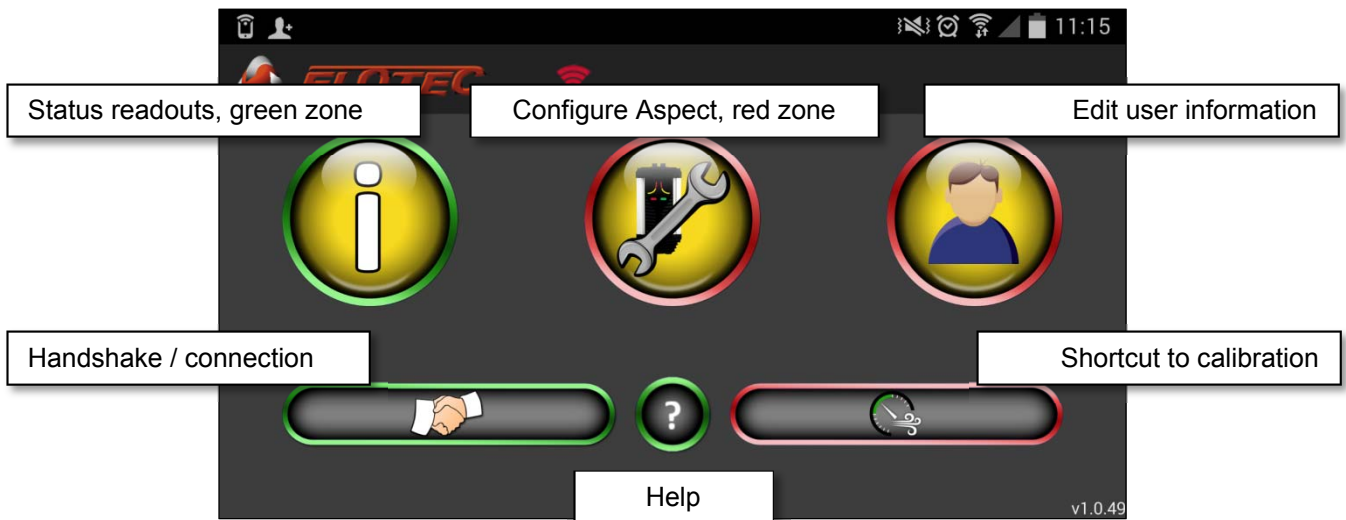 11:15
ELOTEC
Status readouts, green zone
Configure Aspect, red zone
Edit user information
Handshake / connection
Shortcut to calibration
?
Help
v1.0.49